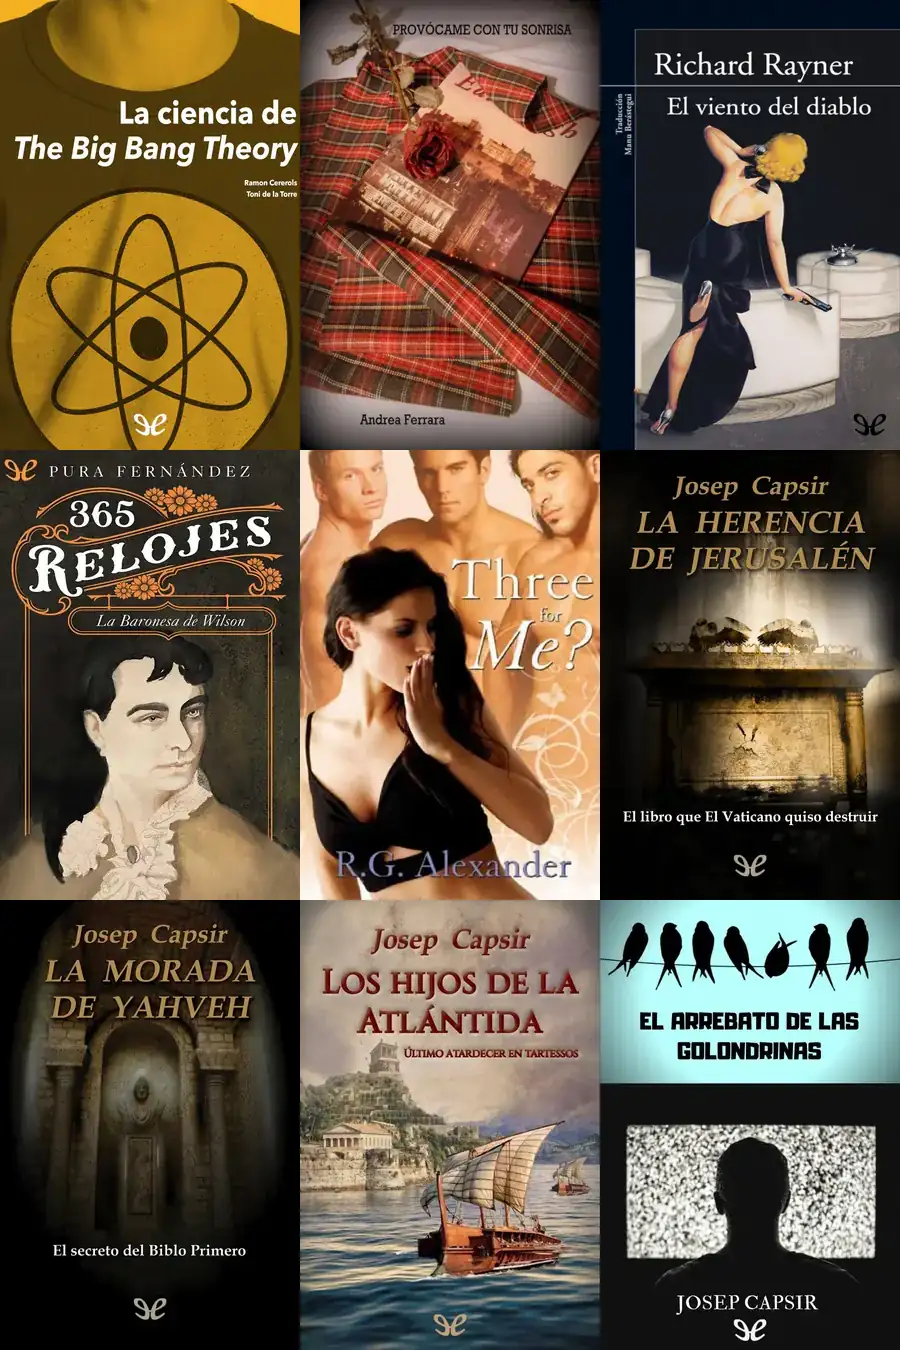 La ciencia de
The Big Bang Theory
Ramon Cererols
Toni de la Torre
PROVÓCAME CON TU SONRISA
Andrea Ferrara
Richard Rayner
El viento del diablo
Traducción
Manu Berástegui
PURA FERNÁNDEZ
365
RELOJES
La Baronesa de Wilson
Three
for
Me?
R.G. Alexander
Josep Capsir
LA HERENCIA
DE JERUSALÉN
El libro que El Vaticano quiso destruir
Josep Capsir
LA MORADA
DE YAHVEH
El secreto del Biblo Primero
Josep Capsir
LOS HIJOS DE LA
ATLÁNTIDA
ÚLTIMO ATARDECER EN TARTESSOS
EL ARREBATO DE LAS
GOLONDRINAS
JOSEP CAPSIR